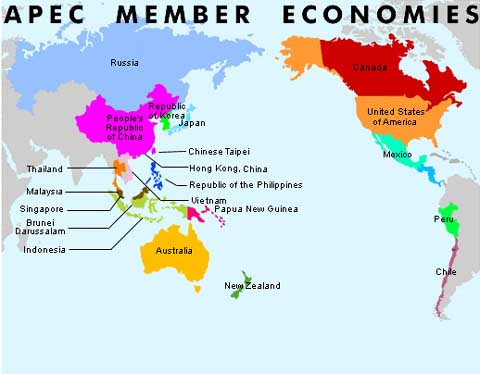 APEC MEMBER ECONOMIES
Russia
Canada
Republic
of Korea
People's
Republic
of China
Japan
United States
of America
Mexico
Chinese Taipei
Thailand
Hong Kong, China
Malaysia
Republic of the Philippines
Singapore
Vietnam
Papua New Guinea
Brunei
Darussalam
Indonesia
Australia
New Zealand
Peru
Chile